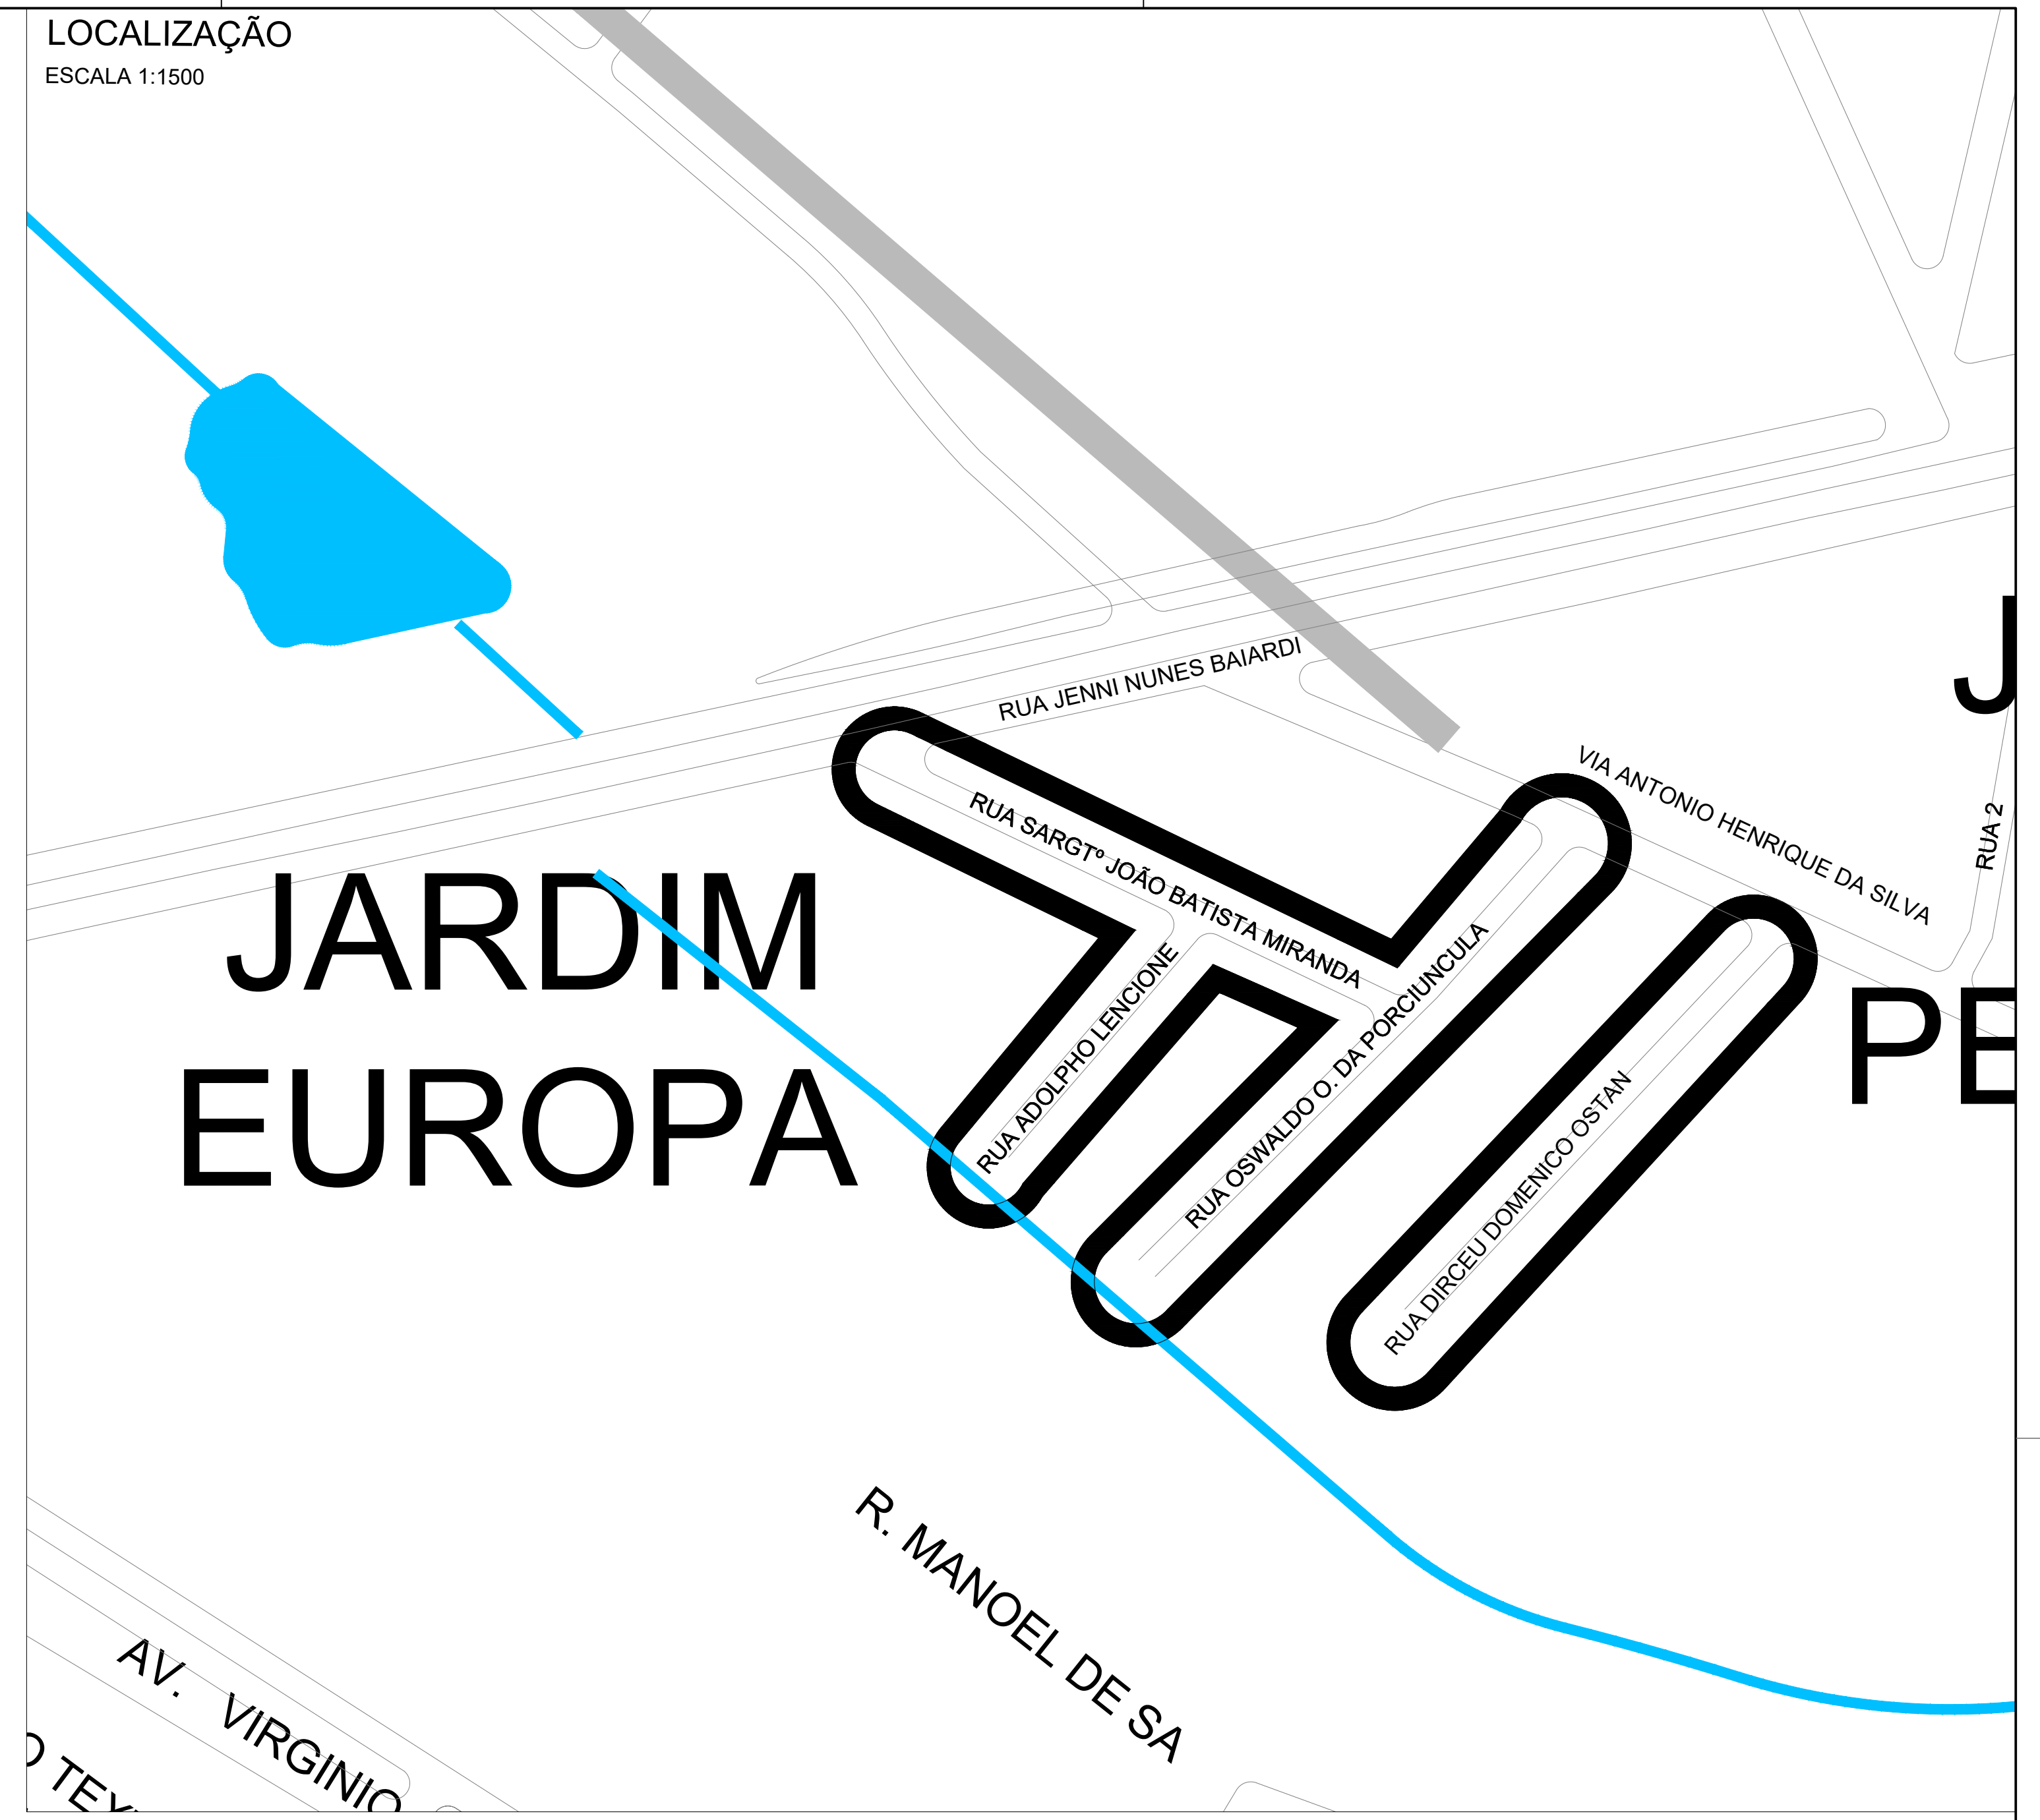 LOCALIZAÇÃO
ESCALA 1:1500
J
RUA JENNI NUNES BAIARDI
VIA ANTONIO HENRIQUE DA SILVA
RUA 2
RUA SARGTº JOÃO BATISTA MIRANDA
JARDIM
EUROPA
PE
RUA ADOLPHO LENCIONE
RUA OSWALDO O. DA PORCIUNCULA
RUA DIRCEU DOMENICO OSTAN
R. MANOEL DE SA
AV. VIRGINIO